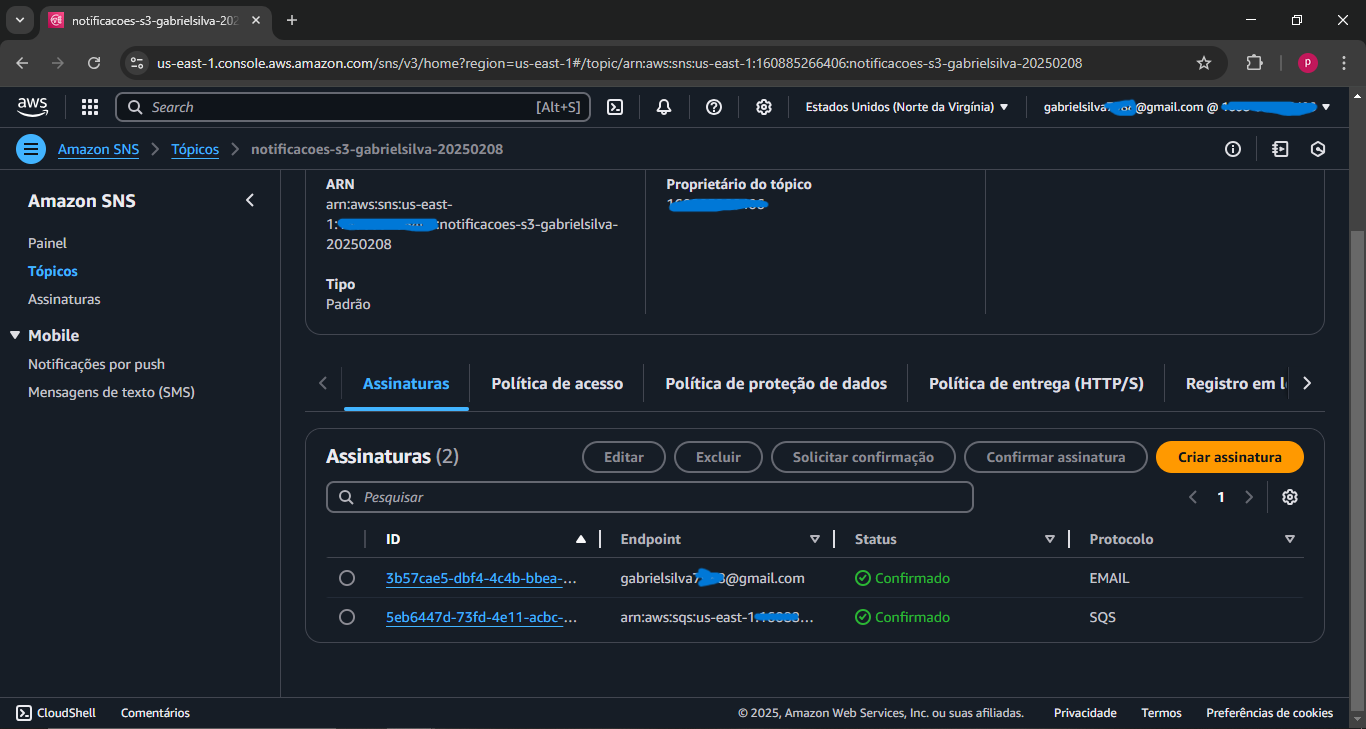 notificacoes-s3-gabrielsilva-202
us-east-1.console.aws.amazon.com/sns/v3/home?region=us-east-1#/topic/arn:aws:sns:us-east-1:160885266406:notificacoes-s3-gabrielsilva-20250208
p
aws
Search [Alt+S]
Estados Unidos (Norte da Virgínia)
gabrielsilva @gmail.com @
Amazon SNS
Tópicos
notificacoes-s3-gabrielsilva-20250208
Amazon SNS
Painel
Tópicos
Assinaturas
Mobile
Notificações por push
Mensagens de texto (SMS)
ARN
arn:aws:sns:us-east-
1: :notificacoes-s3-gabrielsilva-
20250208
Tipo
Padrão
Proprietário do tópico
Assinaturas
Política de acesso
Política de proteção de dados
Política de entrega (HTTP/S)
Registro em l
Assinaturas (2)
Editar
Excluir
Solicitar confirmação
Confirmar assinatura
Criar assinatura
Pesquisar
1
ID Endpoint Status Protocolo
3b57cae5-dbf4-4c4b-bbea-... gabrielsilva @gmail.com Confirmado EMAIL
5eb6447d-73fd-4e11-acbc-... arn:aws:sqs:us-east-1: ... Confirmado SQS
CloudShell
Comentários
© 2025, Amazon Web Services, Inc. ou suas afiliadas.
Privacidade
Termos
Preferências de cookies